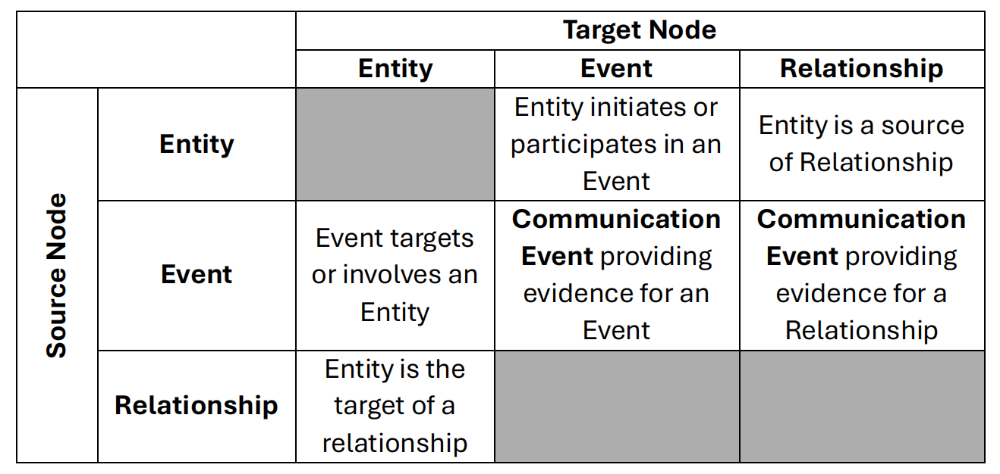 Target Node
Entity
Event
Relationship
Source Node
Entity
Entity initiates or
participates in an
Event
Entity is a source
of Relationship
Event
Event targets
or involves an
Entity
Communication
Event providing
evidence for an
Event
Communication
Event providing
evidence for a
Relationship
Relationship
Entity is the
target of a
relationship